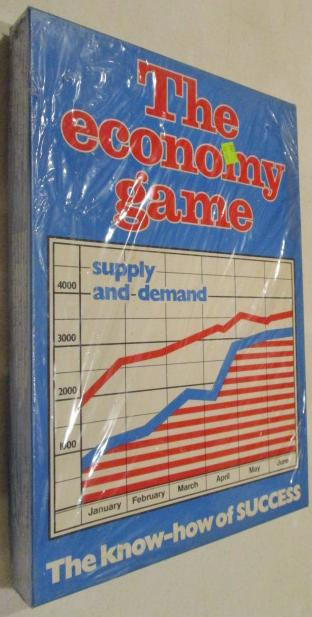 The
economy
game
supply
and-demand
4000
3000
2000
1000
January February March April May June
The know-how of SUCCESS